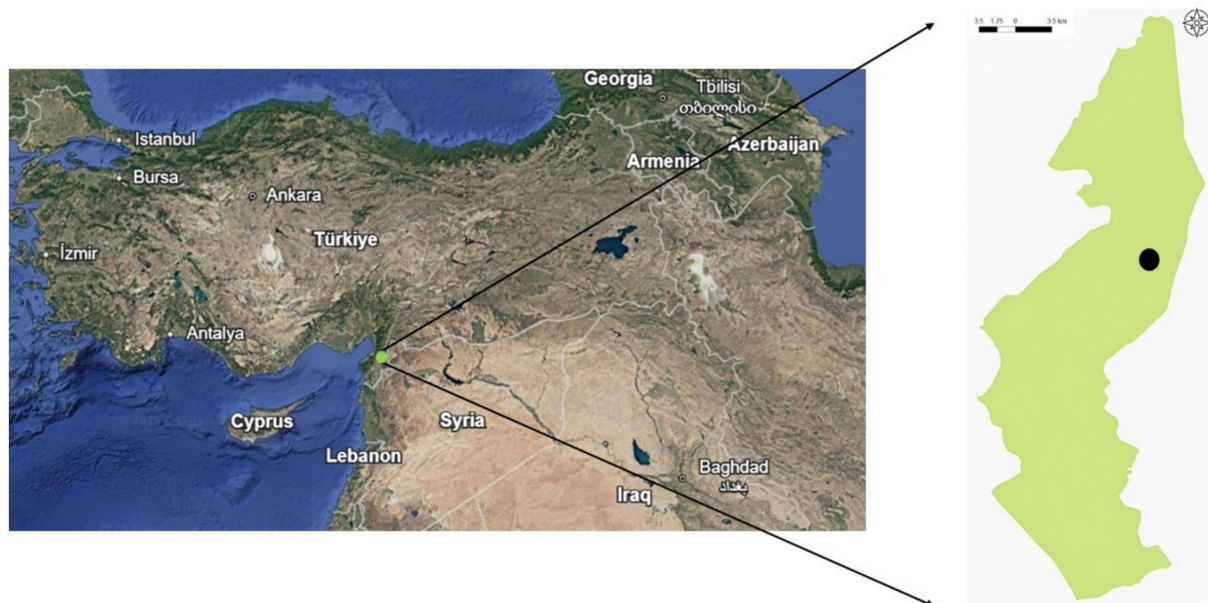 3.5 1.75 0 3.5 km
Georgia
Tbilisi
თბილისი
Istanbul
Armenia
Azerbaijan
Bursa
Ankara
Türkiye
İzmir
Antalya
Cyprus
Syria
Lebanon
Baghdad
بغداد
Iraq